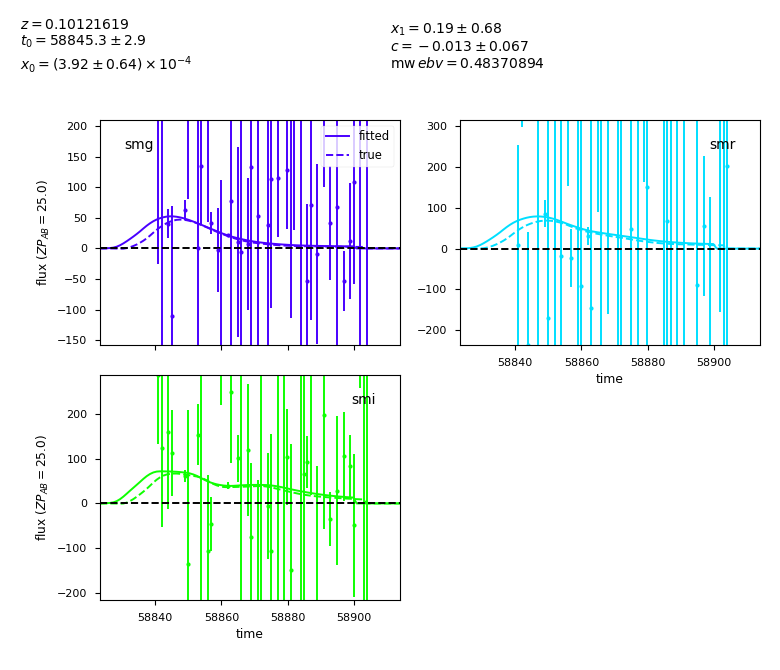 z = 0.10121619
t₀ = 58845.3 ± 2.9
x₀ = (3.92 ± 0.64) × 10⁻⁴
x₁ = 0.19 ± 0.68
c = −0.013 ± 0.067
mw ebv = 0.48370894
smg
fitted
true
200
150
100
50
0
−50
−100
−150
flux (ZP_AB = 25.0)
smr
300
200
100
0
−100
−200
58840 58860 58880 58900
time
smi
200
100
0
−100
−200
flux (ZP_AB = 25.0)
58840 58860 58880 58900
time